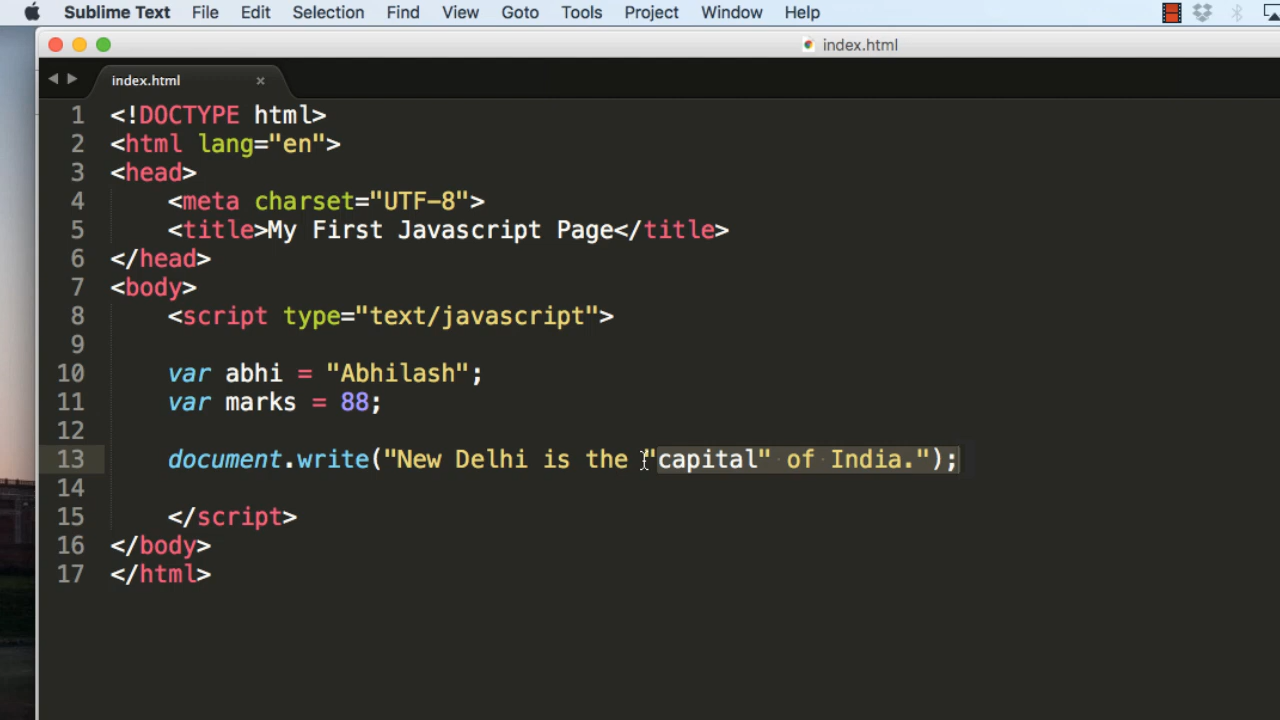 Sublime Text File Edit Selection Find View Goto Tools Project Window Help
index.html
index.html ×
1 <!DOCTYPE html>
2 <html lang="en">
3 <head>
4 <meta charset="UTF-8">
5 <title>My First Javascript Page</title>
6 </head>
7 <body>
8 <script type="text/javascript">
9
10 var abhi = "Abhilash";
11 var marks = 88;
12
13 document.write("New Delhi is the "capital" of India.");
14
15 </script>
16 </body>
17 </html>